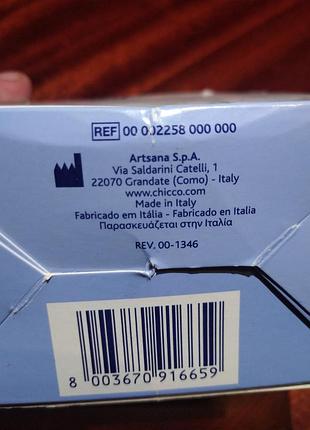 REF 00 002258 000 000
Artsana S.p.A.
Via Saldarini Catelli, 1
22070 Grandate (Como) - Italy
www.chicco.com
Made in Italy
Fabricado em Itália - Fabricado en Italia
Παρασκευάζεται στην Ιταλία
REV. 00-1346
8 003670 916659